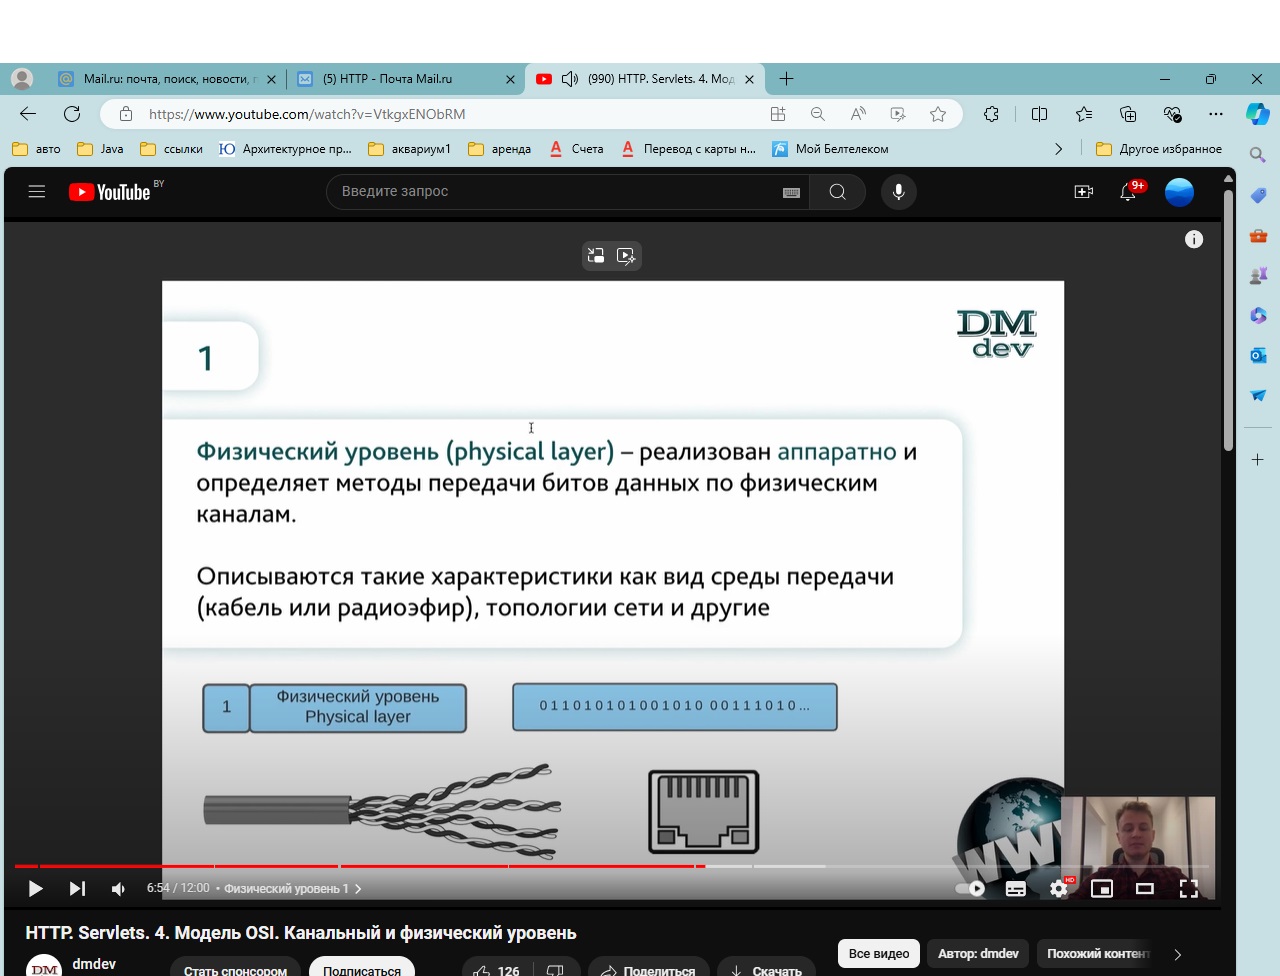 Mail.ru: почта, поиск, новости,
(5) HTTP - Почта Mail.ru
(990) HTTP. Servlets. 4. Мод
https://www.youtube.com/watch?v=VtkgxENObRM
авто
Java
ссылки
Ю Архитектурное пр...
аквариум1
аренда
А Счета
А Перевод с карты н...
Мой Белтелеком
Другое избранное
YouTube BY
Введите запрос
9+
1
DM
dev
Физический уровень (physical layer) – реализован аппаратно и
определяет методы передачи битов данных по физическим
каналам.
Описываются такие характеристики как вид среды передачи
(кабель или радиоэфир), топологии сети и другие
1
Физический уровень
Physical layer
0 1 1 0 1 0 1 0 1 0 0 1 0 1 0 0 0 1 1 1 0 1 0 ...
WWW
6:54 / 12:00 • Физический уровень 1
HD
HTTP. Servlets. 4. Модель OSI. Канальный и физический уровень
DM
dmdev
Стать спонсором
Подписаться
126
Поделиться
Скачать
Все видео
Автор: dmdev
Похожий контент